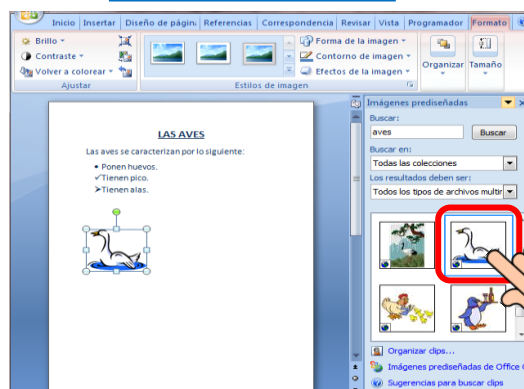 Inicio Insertar Diseño de págin. Referencias Correspondencia Revisar Vista Programador Formato
Brillo
Contraste
Volver a colorear
Ajustar
Estilos de imagen
Forma de la imagen
Contorno de imagen
Efectos de la imagen
Organizar
Tamaño
LAS AVES
Las aves se caracterizan por lo siguiente:
• Ponen huevos.
✓Tienen pico.
➢Tienen alas.
Imágenes prediseñadas
Buscar:
aves Buscar
Buscar en:
Todas las colecciones
Los resultados deben ser:
Todos los tipos de archivos multir
Organizar clips...
Imágenes prediseñadas de Office
Sugerencias para buscar clips